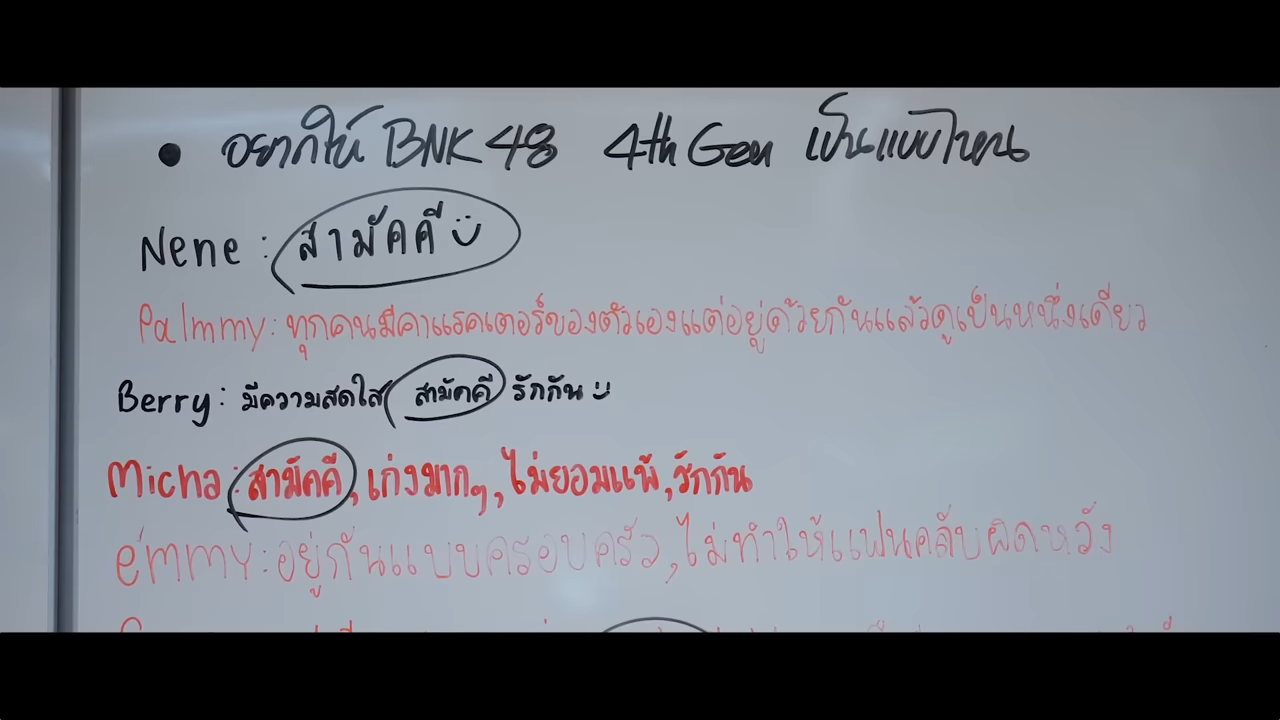 • อยากให้ BNK48 4th Gen เป็นแบบไหน
Nene : สามัคคี
Palmmy : ทุกคนมีคาแรคเตอร์ของตัวเองแต่อยู่ด้วยกันแล้วดูเป็นหนึ่งเดียว
Berry : มีความสดใส สามัคคี รักกัน
Micha : สามัคคี, เก่งมากๆ, ไม่ยอมแพ้, รักกัน
émmy : อยู่กันแบบครอบครัว, ไม่ทำให้แฟนคลับผิดหวัง